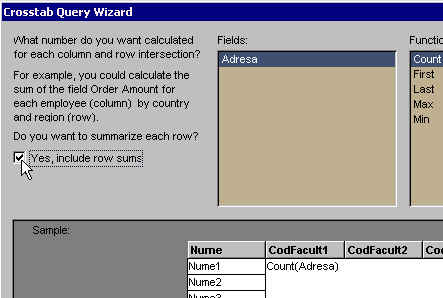 Crosstab Query Wizard
What number do you want calculated
for each column and row intersection?
For example, you could calculate the
sum of the field Order Amount for
each employee (column) by country
and region (row).
Do you want to summarize each row?
Yes, include row sums
Fields:
Adresa
Functio
Count
First
Last
Max
Min
Sample:
Nume CodFacult1 CodFacult2 Co
Nume1 Count(Adresa)
Nume2
Nume3